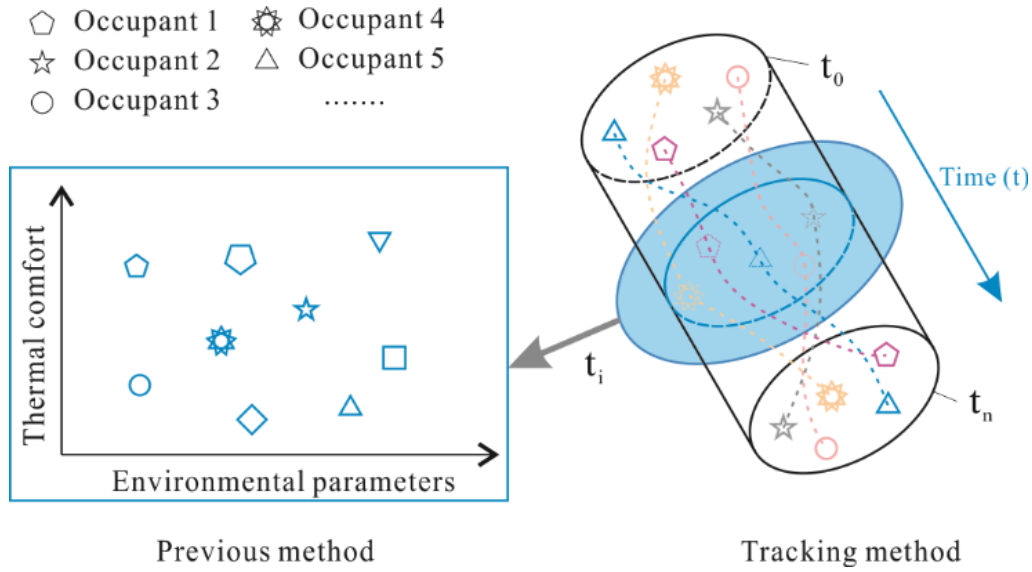 Occupant 1
Occupant 4
Occupant 2
Occupant 5
Occupant 3
.......
t0
Time (t)
Thermal comfort
ti
tn
Environmental parameters
Previous method
Tracking method